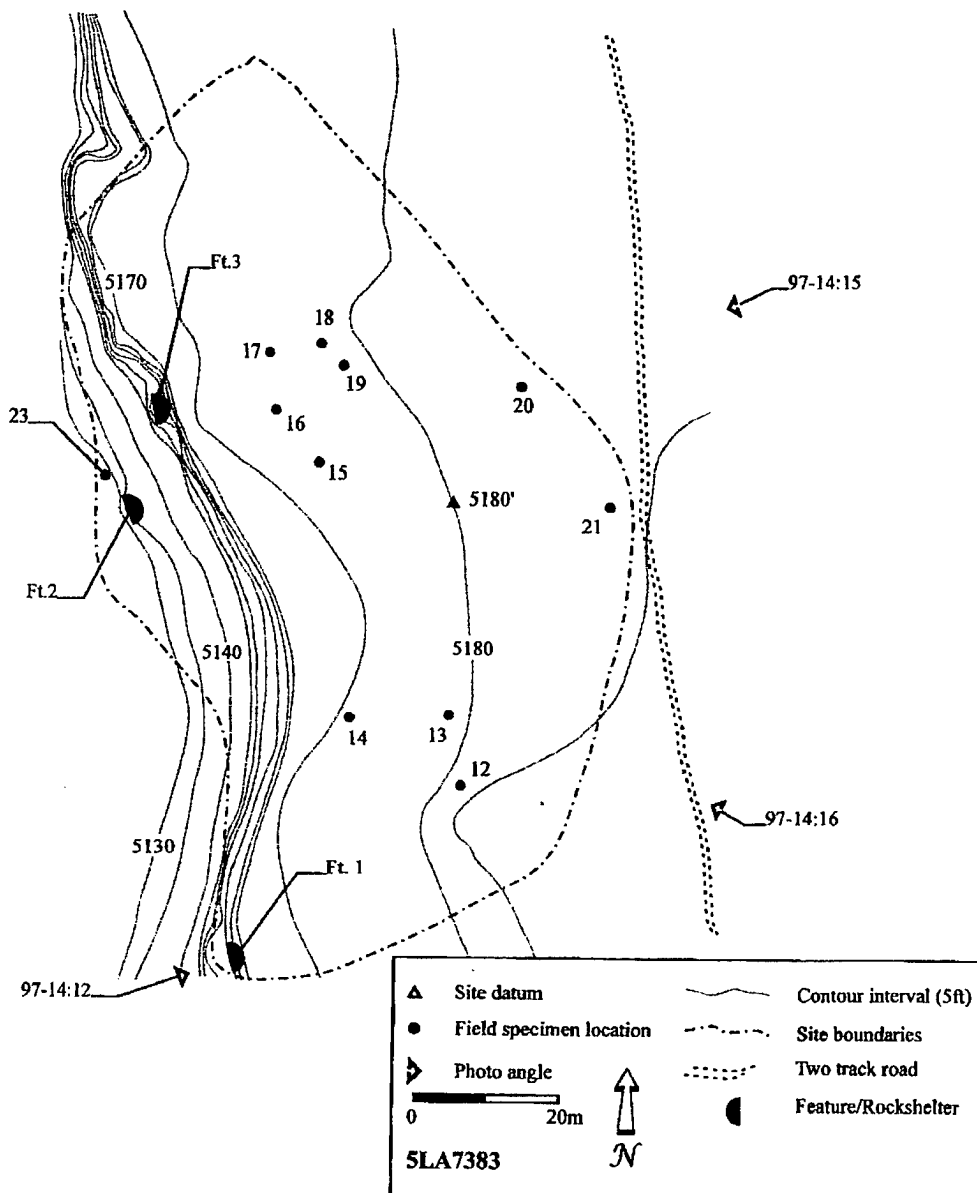 Ft.3
5170
97-14:15
18
17
19
20
16
23
15
5180'
21
Ft.2
5140
5180
14
13
12
97-14:16
5130
Ft. 1
97-14:12
Site datum
Contour interval (5ft)
Field specimen location
Site boundaries
Photo angle
Two track road
0
20m
Feature/Rockshelter
5LA7383
N